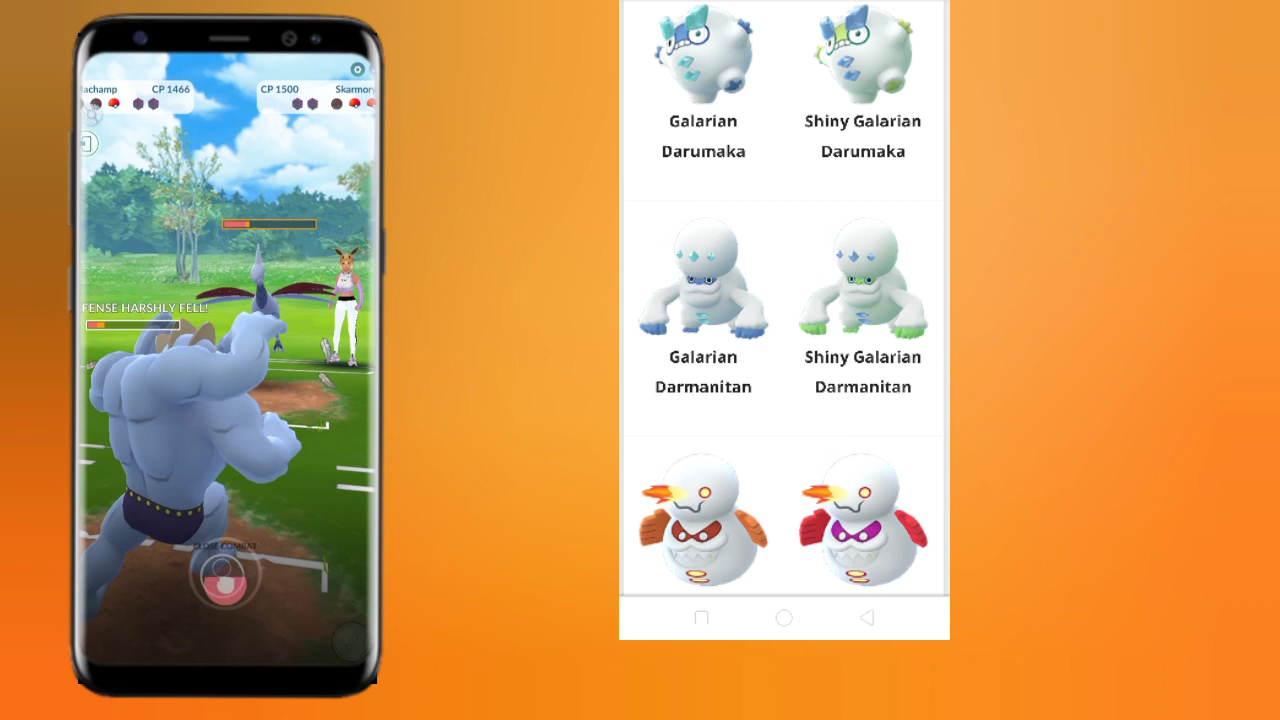 achamp CP 1466
CP 1500 Skarmory
FENSE HARSHLY FELL!
CLOSE COMBAT
Galarian
Darumaka
Shiny Galarian
Darumaka
Galarian
Darmanitan
Shiny Galarian
Darmanitan